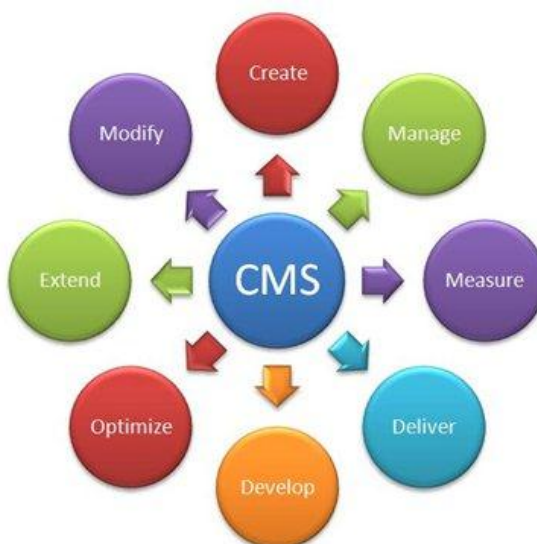 Create
Manage
Measure
Deliver
Develop
Optimize
Extend
Modify
CMS